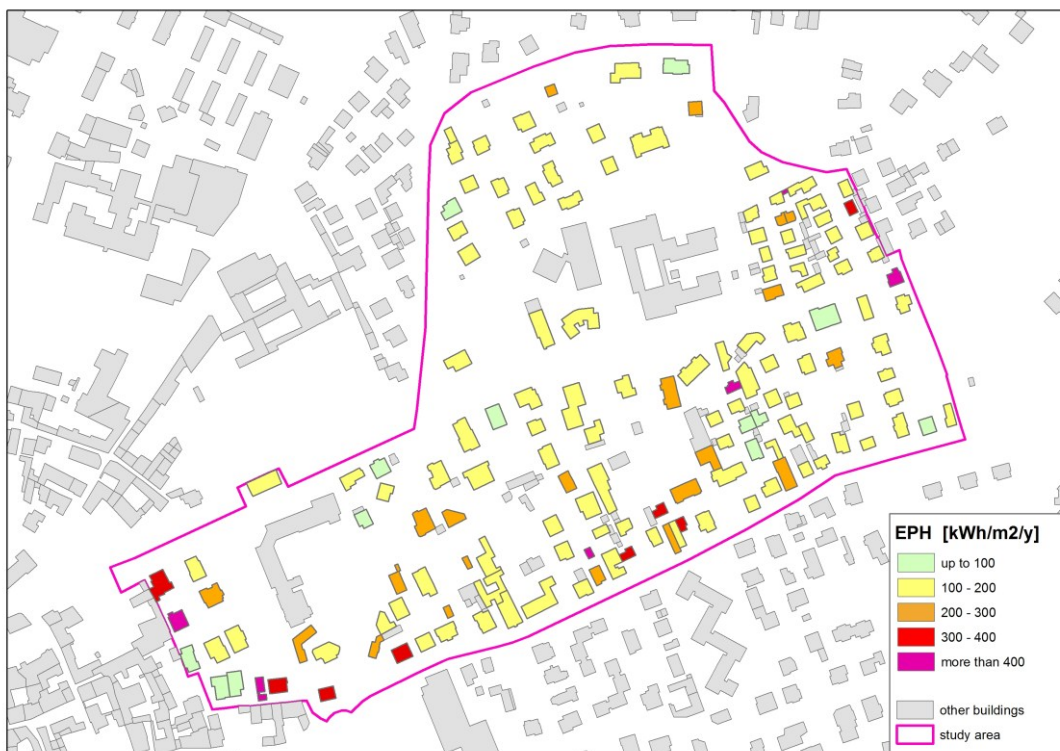 EPH [kWh/m2/y]
up to 100
100 - 200
200 - 300
300 - 400
more than 400
other buildings
study area